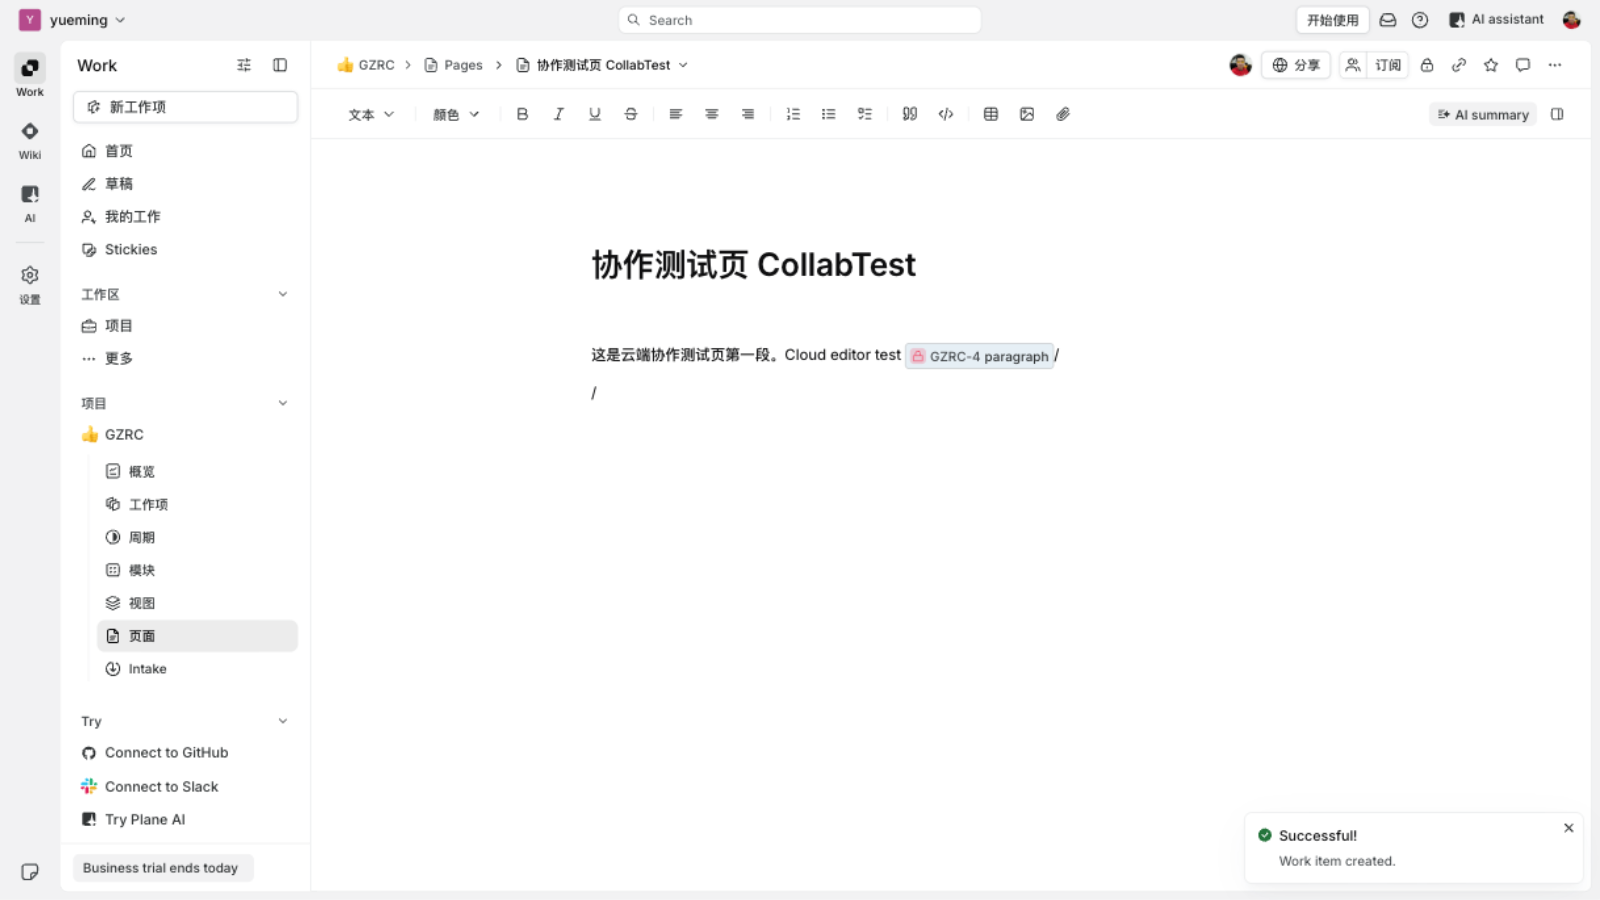 Y yueming
Search
开始使用
AI assistant
Work
Wiki
AI
设置
Work
新工作项
首页
草稿
我的工作
Stickies
工作区
项目
更多
项目
GZRC
概览
工作项
周期
模块
视图
页面
Intake
Try
Connect to GitHub
Connect to Slack
Try Plane AI
Business trial ends today
GZRC > Pages > 协作测试页 CollabTest
分享
订阅
文本 颜色 B I U S
AI summary
协作测试页 CollabTest
这是云端协作测试页第一段。Cloud editor test GZRC-4 paragraph /
/
Successful!
Work item created.